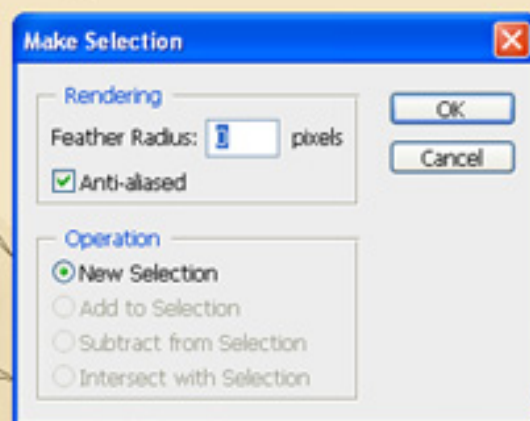 Make Selection
Rendering
OK
Feather Radius: 0 pixels
Cancel
Anti-aliased
Operation
New Selection
Add to Selection
Subtract from Selection
Intersect with Selection